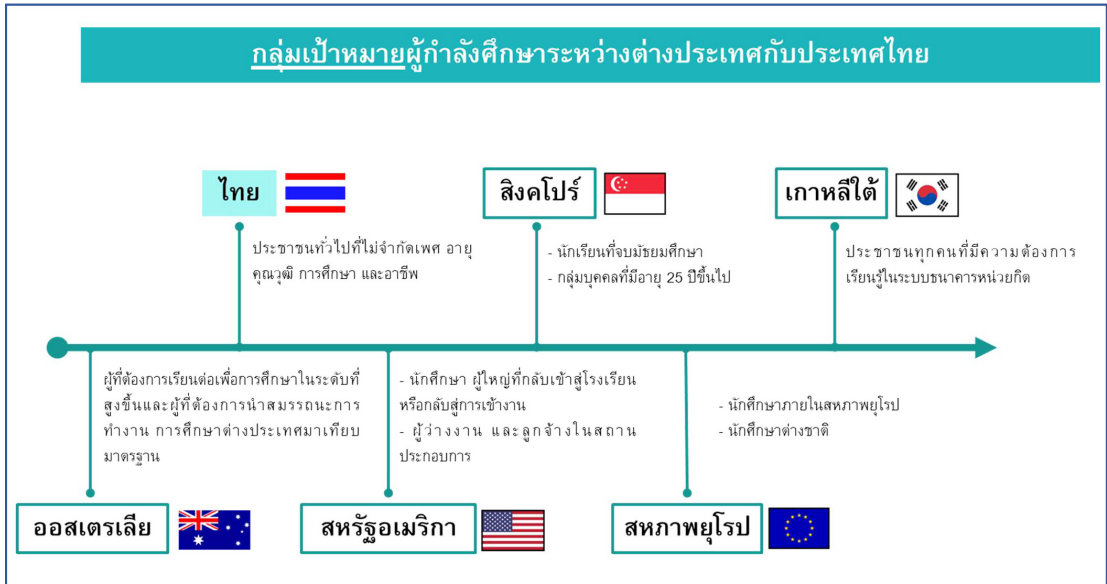 กลุ่มเป้าหมายผู้กำลังศึกษาระหว่างต่างประเทศกับประเทศไทย
ไทย
ประชาชนทั่วไปที่ไม่จำกัดเพศ อายุ
คุณวุฒิ การศึกษา และอาชีพ
สิงคโปร์
- นักเรียนที่จบมัธยมศึกษา
- กลุ่มบุคคลที่มีอายุ 25 ปีขึ้นไป
เกาหลีใต้
ประชาชนทุกคนที่มีความต้องการ
เรียนรู้ในระบบธนาคารหน่วยกิต
ผู้ที่ต้องการเรียนต่อเพื่อการศึกษาในระดับที่
สูงขึ้นและผู้ที่ต้องการนำสมรรถนะการ
ทำงาน การศึกษาต่างประเทศมาเทียบ
มาตรฐาน
ออสเตรเลีย
- นักศึกษา ผู้ใหญ่ที่กลับเข้าสู่โรงเรียน
หรือกลับสู่การเข้างาน
- ผู้ว่างงาน และลูกจ้างในสถาน
ประกอบการ
สหรัฐอเมริกา
- นักศึกษาภายในสหภาพยุโรป
- นักศึกษาต่างชาติ
สหภาพยุโรป